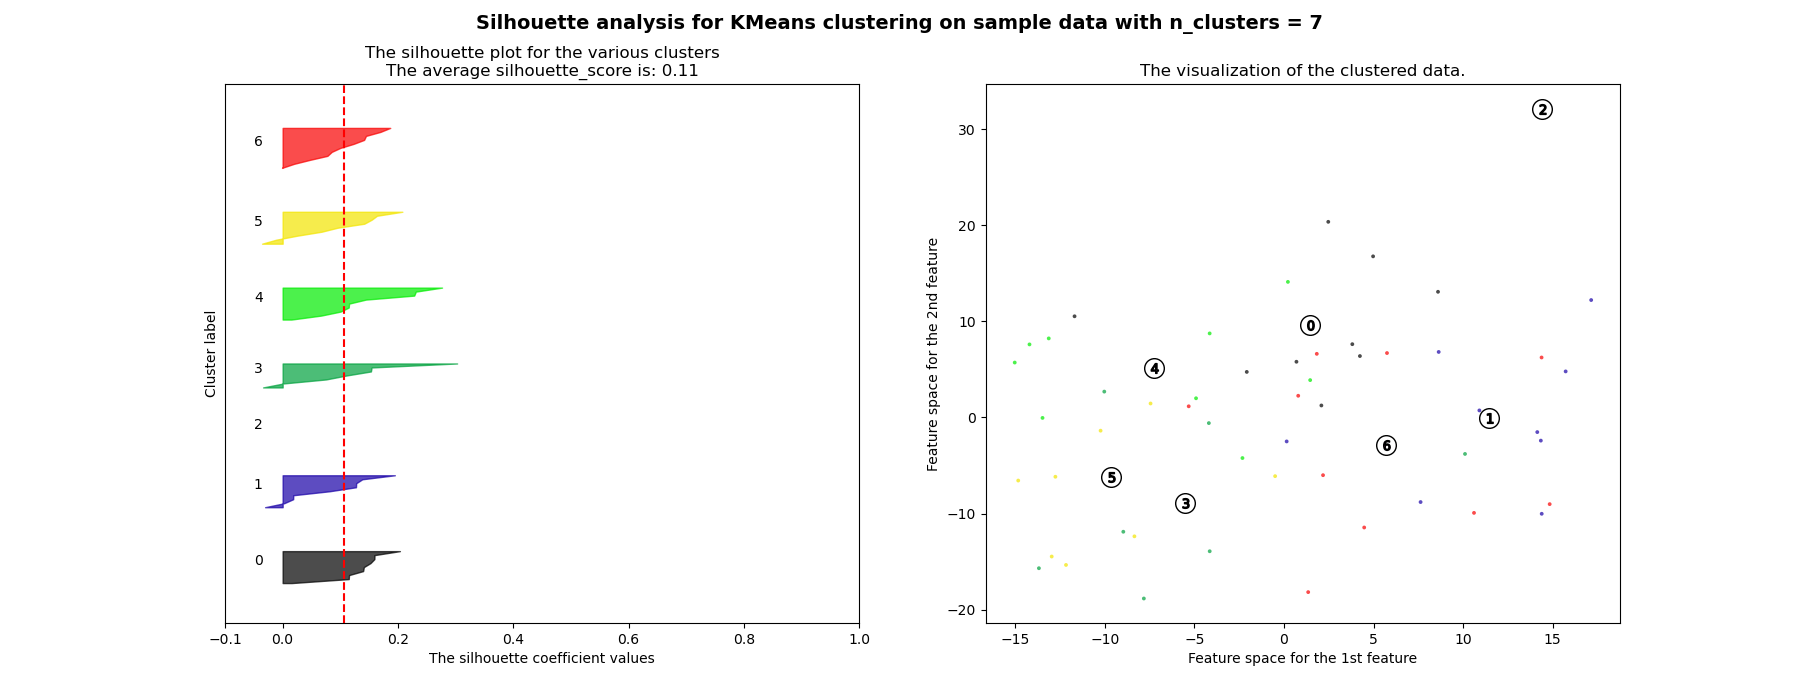 Silhouette analysis for KMeans clustering on sample data with n_clusters = 7
The silhouette plot for the various clusters
The average silhouette_score is: 0.11
6
5
4
3
2
1
0
Cluster label
−0.1 0.0 0.2 0.4 0.6 0.8 1.0
The silhouette coefficient values
The visualization of the clustered data.
30
20
10
0
−10
−20
Feature space for the 2nd feature
2
0
4
1
6
5
3
−15 −10 −5 0 5 10 15
Feature space for the 1st feature